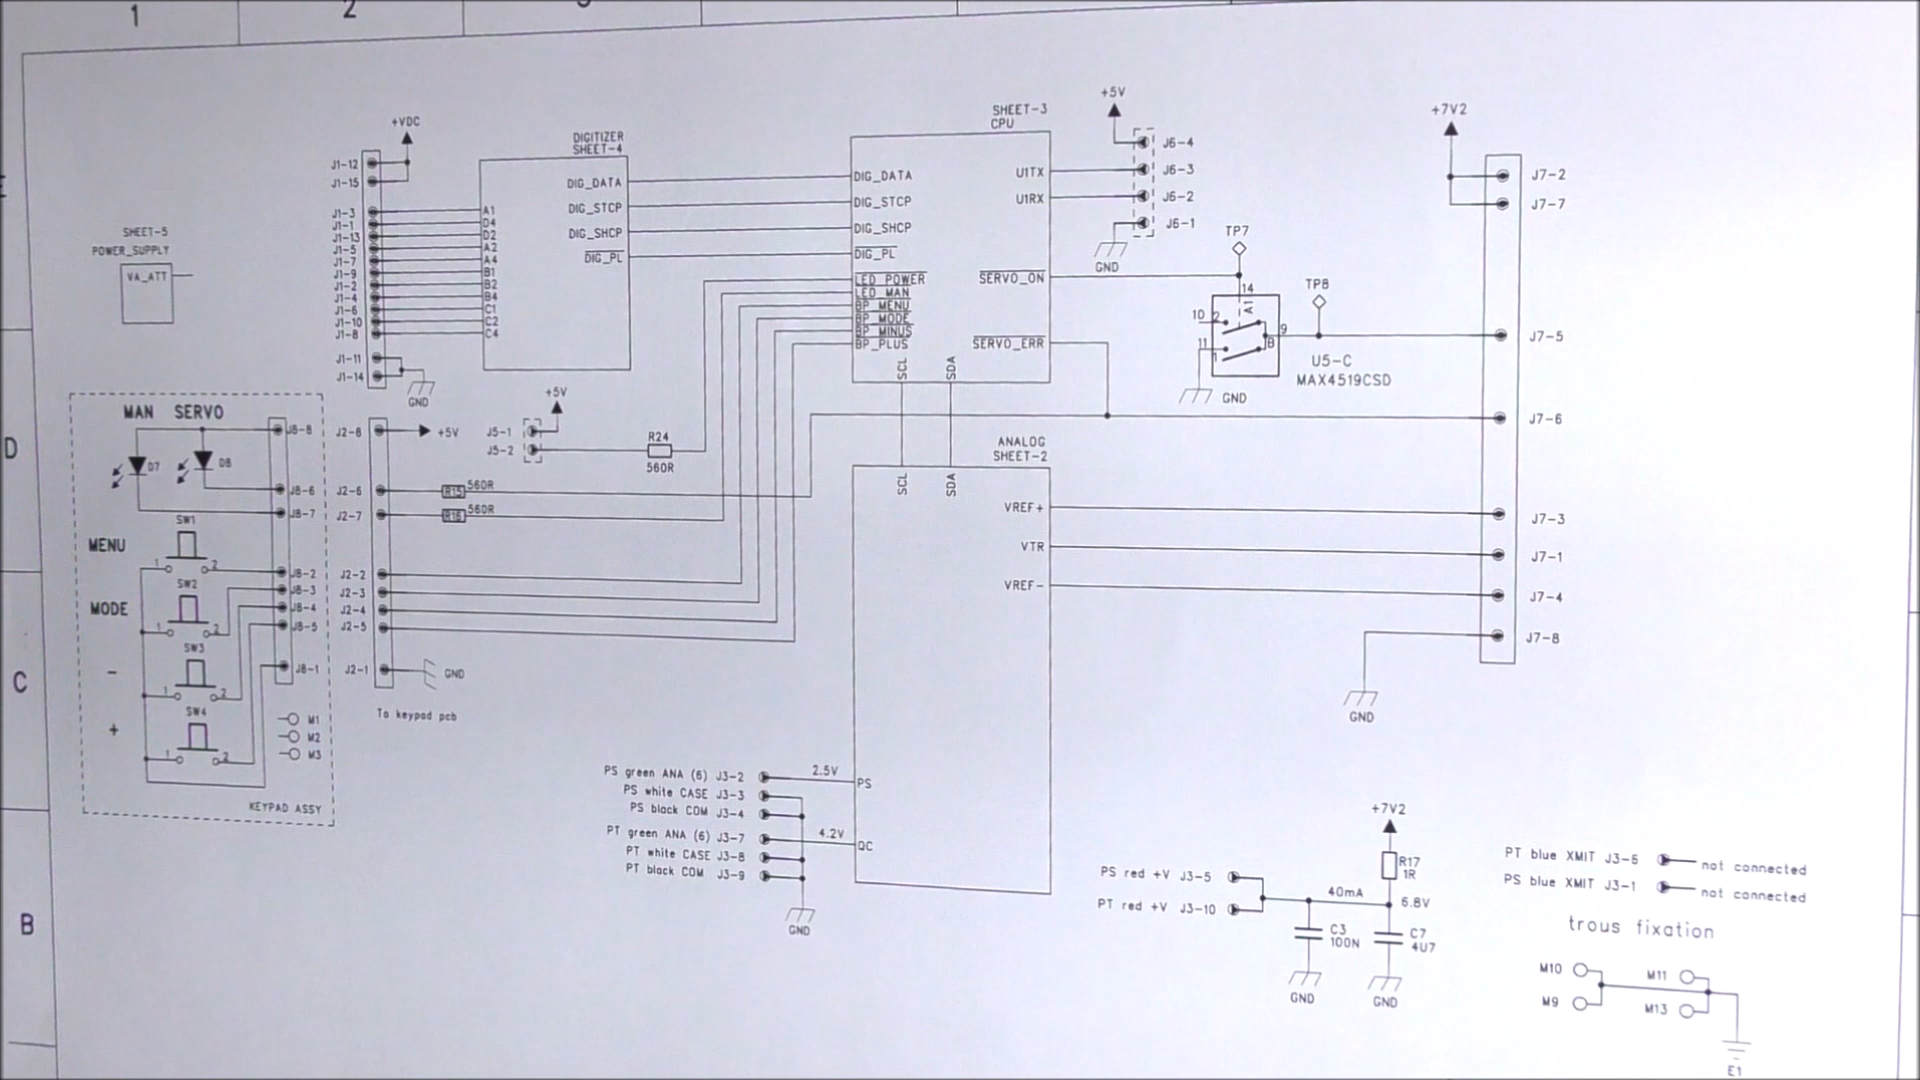 1
2
+VDC
J1-12
J1-15
J1-3
J1-1
J1-13
J1-5
J1-7
J1-9
J1-2
J1-4
J1-6
J1-10
J1-8
J1-11
J1-14
GND
SHEET-5
POWER_SUPPLY
VA_ATT
DIGITIZER
SHEET-4
A1
D4
D2
A2
A4
B1
B2
B4
C1
C2
C4
DIG_DATA
DIG_STCP
DIG_SHCP
DIG_PL
SHEET-3
CPU
DIG_DATA
DIG_STCP
DIG_SHCP
DIG_PL
LED_POWER
LED_MAN
BP_MENU
BP_MODE
BP_MINUS
BP_PLUS
U1TX
U1RX
SERVO_ON
SERVO_ERR
SCL
SDA
+5V
J6-4
J6-3
J6-2
J6-1
GND
TP7
TP8
14
A1
10
2
11
1
9
B
U5-C
MAX4519CSD
GND
+7V2
J7-2
J7-7
J7-5
J7-6
J7-3
J7-1
J7-4
J7-8
GND
D
MAN SERVO
D7
D8
J8-8
J8-6
J8-7
SW1
MENU
1
2
J8-2
SW2
J8-3
MODE
J8-4
1
2
J8-5
SW3
-
1
2
J8-1
SW4
+
1
2
M1
M2
M3
KEYPAD ASSY
J2-8
+5V
J2-6
R15
560R
J2-7
R16
560R
J2-2
J2-3
J2-4
J2-5
J2-1
GND
To keypad pcb
+5V
J5-1
J5-2
R24
560R
ANALOG
SHEET-2
SCL
SDA
VREF+
VTR
VREF-
PS
QC
C
B
PS green ANA (6) J3-2
2.5V
PS white CASE J3-3
PS black COM J3-4
PT green ANA (6) J3-7
4.2V
PT white CASE J3-8
PT black COM J3-9
GND
+7V2
R17
1R
PS red +V J3-5
PT red +V J3-10
40mA
6.8V
C3
100N
C7
4U7
GND
GND
PT blue XMIT J3-6
not connected
PS blue XMIT J3-1
not connected
trous fixation
M10
M11
M9
M13
E1